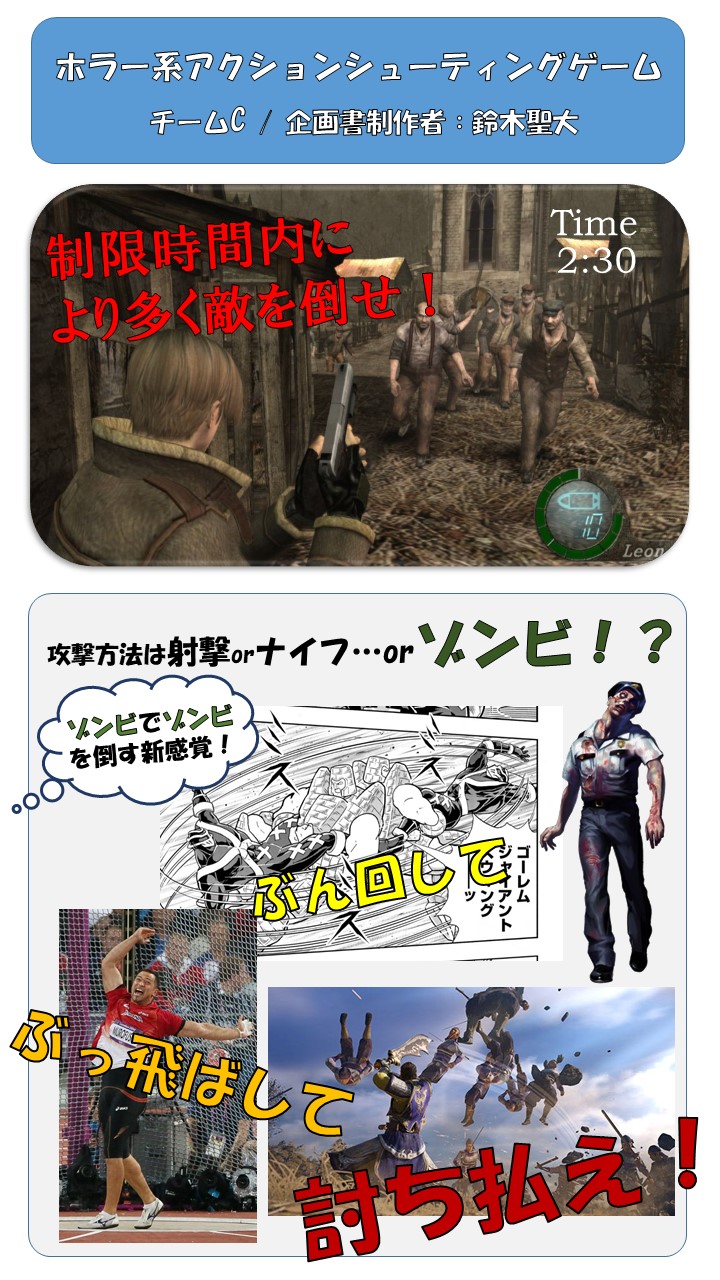 ホラー系アクションシューティングゲーム
チームC / 企画書制作者：鈴木聖大
制限時間内に
より多く敵を倒せ！
Time
2:30
Leon
攻撃方法は射撃orナイフ…orゾンビ！？
ゾンビでゾンビ
を倒す新感覚！
ゴーレム
ジャイアント
ぶん回して
ぶっ飛ばして
討ち払え！